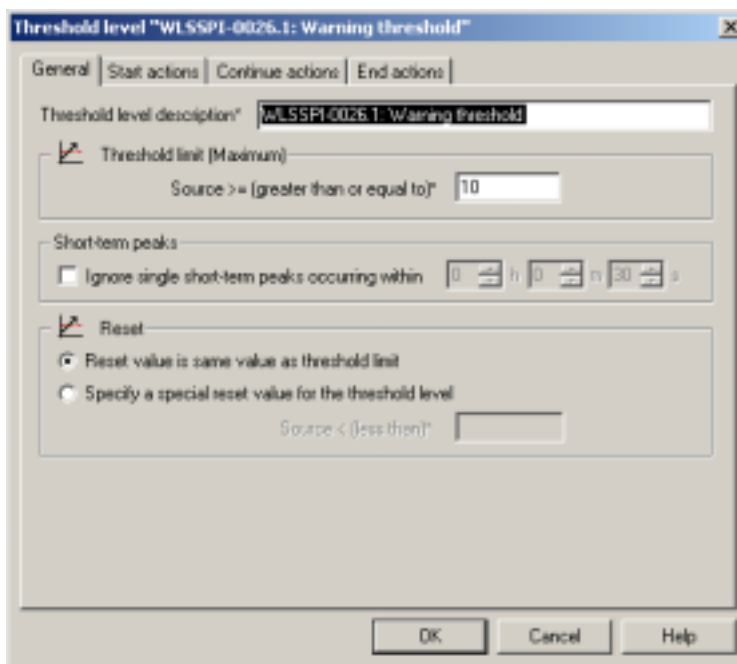 Threshold level "WLSSPI-0026.1: Warning threshold"
General Start actions Continue actions End actions
Threshold level description* WLSSPI-0026.1: Warning threshold
Threshold limit (Maximum)
Source >= (greater than or equal to)* 10
Short-term peaks
Ignore single short-term peaks occurring within 0 h 0 m 30 s
Reset
Reset value is same value as threshold limit
Specify a special reset value for the threshold level
Source < (less than)*
OK Cancel Help